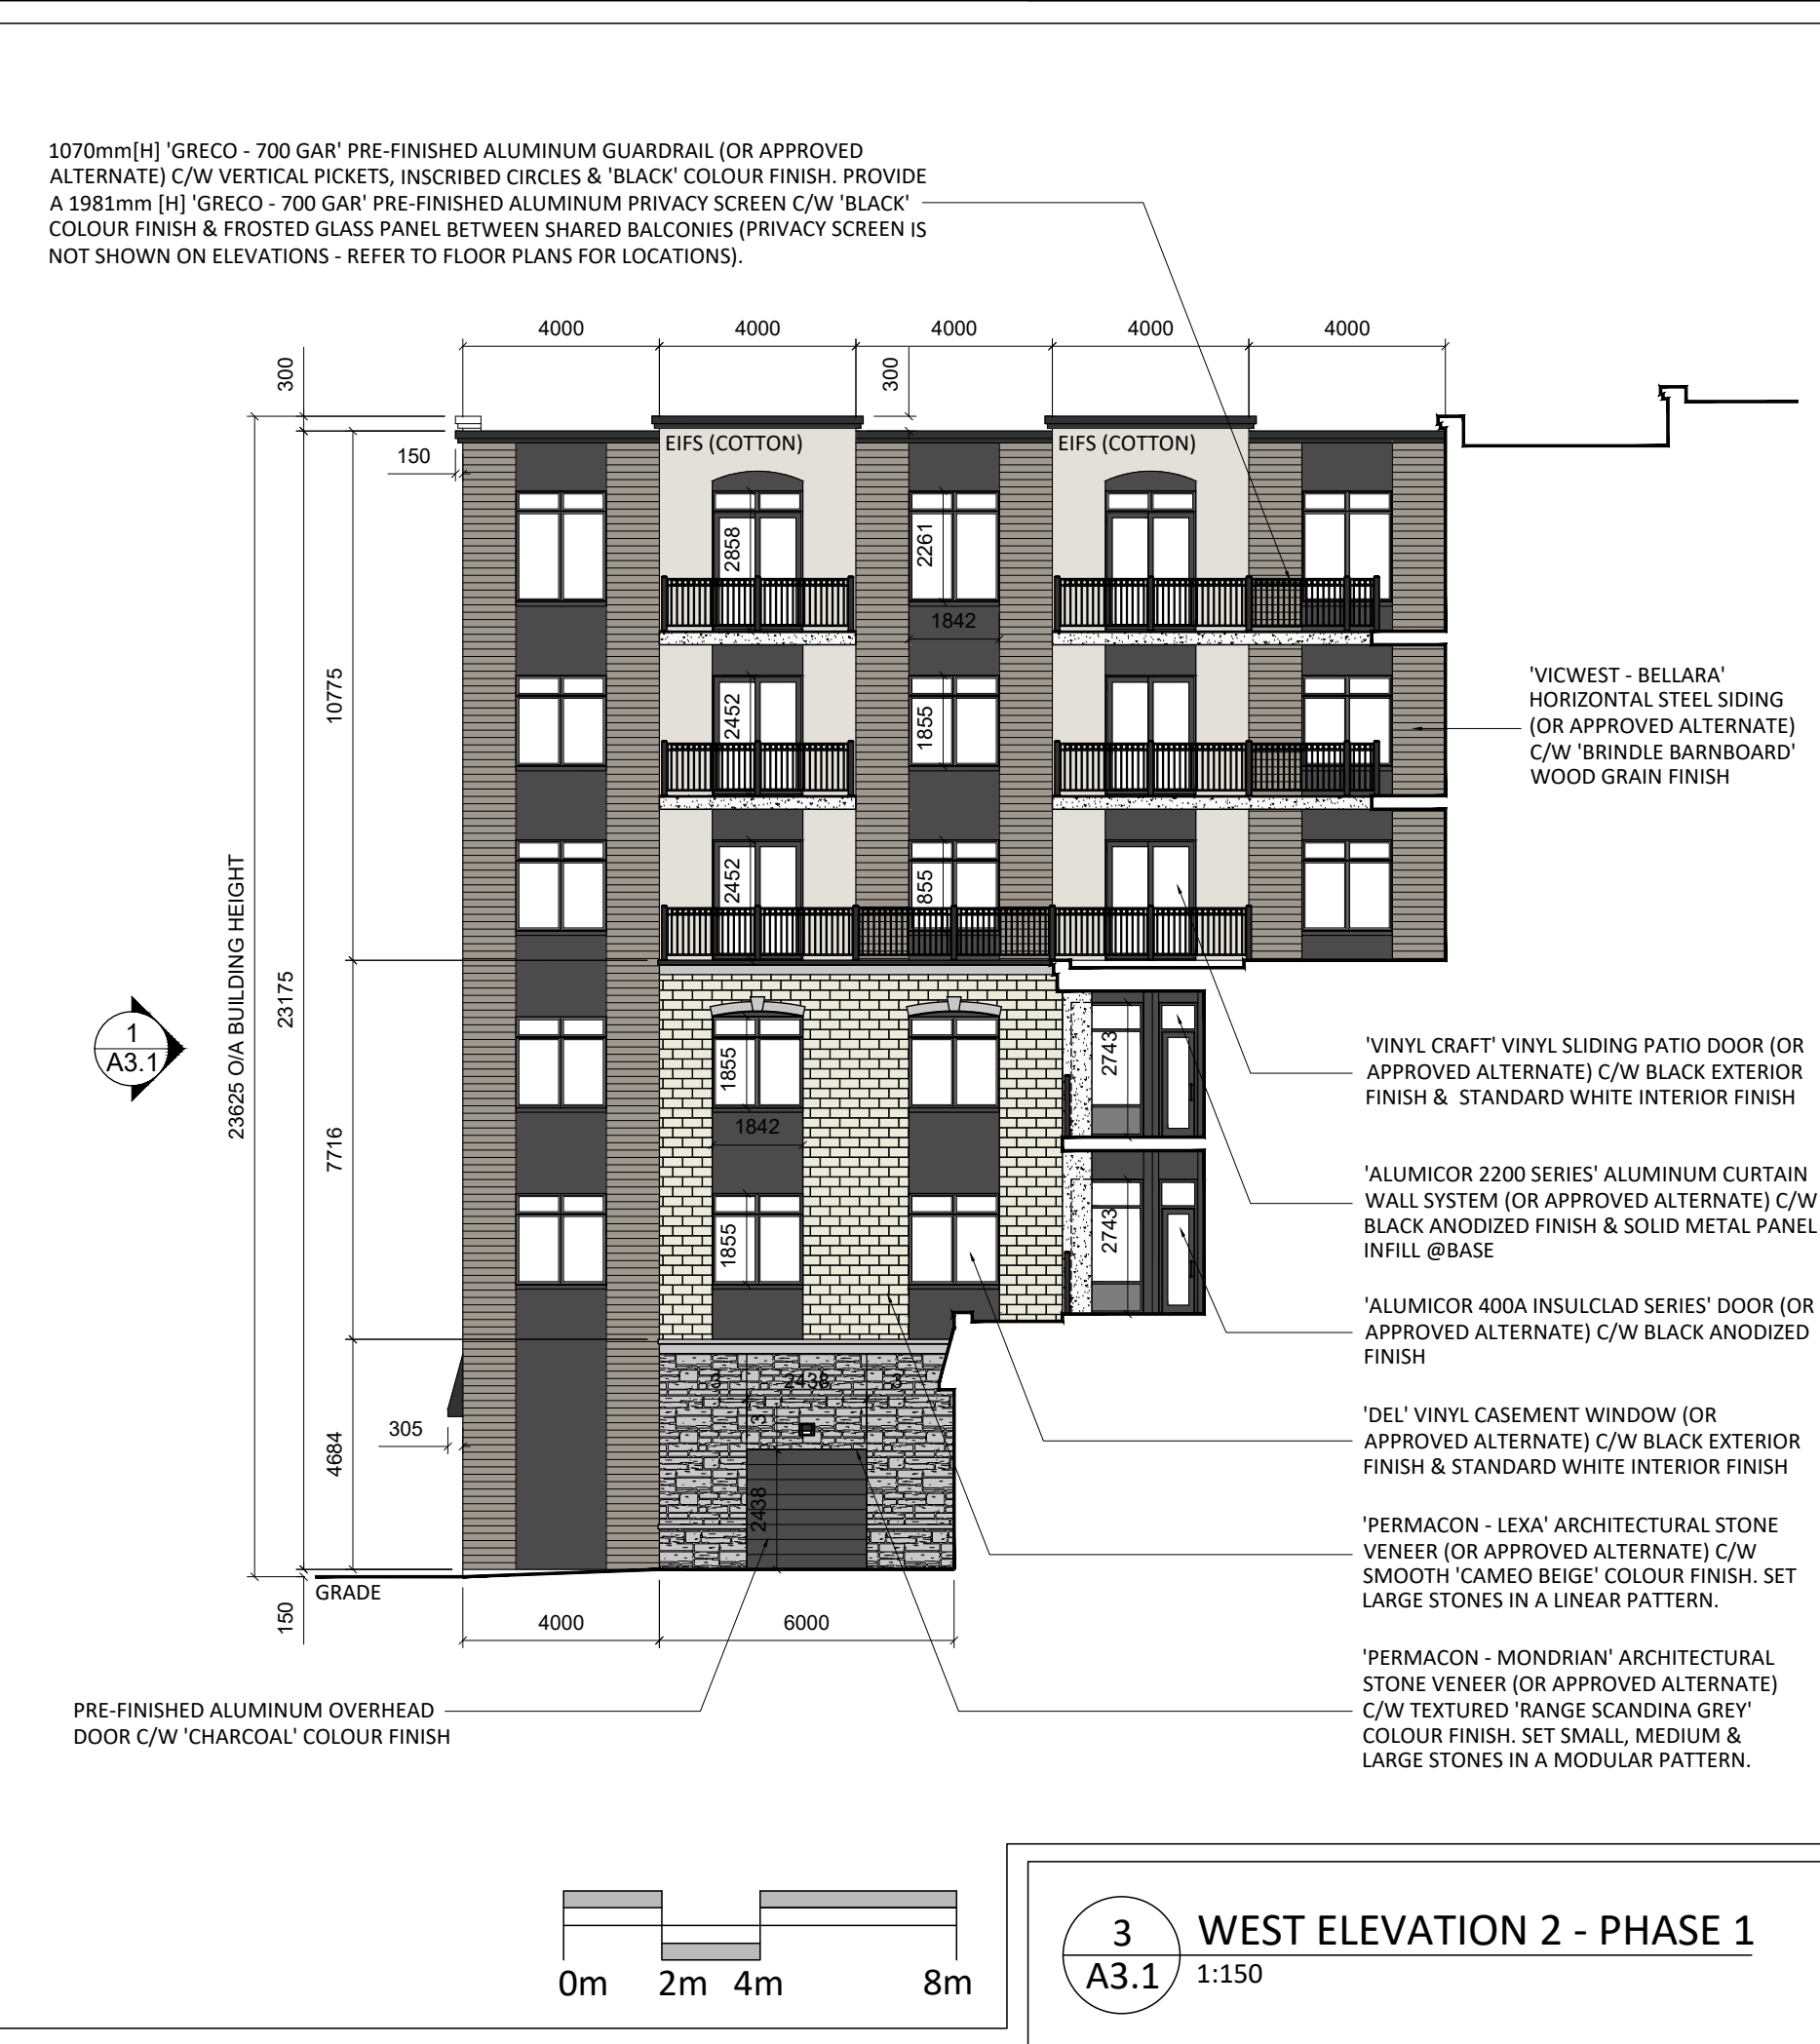 1070mm[H] 'GRECO - 700 GAR' PRE-FINISHED ALUMINUM GUARDRAIL (OR APPROVED
ALTERNATE) C/W VERTICAL PICKETS, INSCRIBED CIRCLES & 'BLACK' COLOUR FINISH. PROVIDE
A 1981mm [H] 'GRECO - 700 GAR' PRE-FINISHED ALUMINUM PRIVACY SCREEN C/W 'BLACK'
COLOUR FINISH & FROSTED GLASS PANEL BETWEEN SHARED BALCONIES (PRIVACY SCREEN IS
NOT SHOWN ON ELEVATIONS - REFER TO FLOOR PLANS FOR LOCATIONS).
4000 4000 4000 4000 4000
300
300
150
EIFS (COTTON)
EIFS (COTTON)
2858
2261
1842
10775
2452
1855
2452
855
'VICWEST - BELLARA'
HORIZONTAL STEEL SIDING
(OR APPROVED ALTERNATE)
C/W 'BRINDLE BARNBOARD'
WOOD GRAIN FINISH
23625 O/A BUILDING HEIGHT
23175
1
A3.1
7716
1855
1842
1855
2743
2743
'VINYL CRAFT' VINYL SLIDING PATIO DOOR (OR
APPROVED ALTERNATE) C/W BLACK EXTERIOR
FINISH & STANDARD WHITE INTERIOR FINISH
'ALUMICOR 2200 SERIES' ALUMINUM CURTAIN
WALL SYSTEM (OR APPROVED ALTERNATE) C/W
BLACK ANODIZED FINISH & SOLID METAL PANEL
INFILL @BASE
'ALUMICOR 400A INSULCLAD SERIES' DOOR (OR
APPROVED ALTERNATE) C/W BLACK ANODIZED
FINISH
'DEL' VINYL CASEMENT WINDOW (OR
APPROVED ALTERNATE) C/W BLACK EXTERIOR
FINISH & STANDARD WHITE INTERIOR FINISH
'PERMACON - LEXA' ARCHITECTURAL STONE
VENEER (OR APPROVED ALTERNATE) C/W
SMOOTH 'CAMEO BEIGE' COLOUR FINISH. SET
LARGE STONES IN A LINEAR PATTERN.
'PERMACON - MONDRIAN' ARCHITECTURAL
STONE VENEER (OR APPROVED ALTERNATE)
C/W TEXTURED 'RANGE SCANDINA GREY'
COLOUR FINISH. SET SMALL, MEDIUM &
LARGE STONES IN A MODULAR PATTERN.
305
4684
3 2438 3
3
2438
GRADE
150
4000 6000
PRE-FINISHED ALUMINUM OVERHEAD
DOOR C/W 'CHARCOAL' COLOUR FINISH
0m 2m 4m 8m
3
A3.1
WEST ELEVATION 2 - PHASE 1
1:150